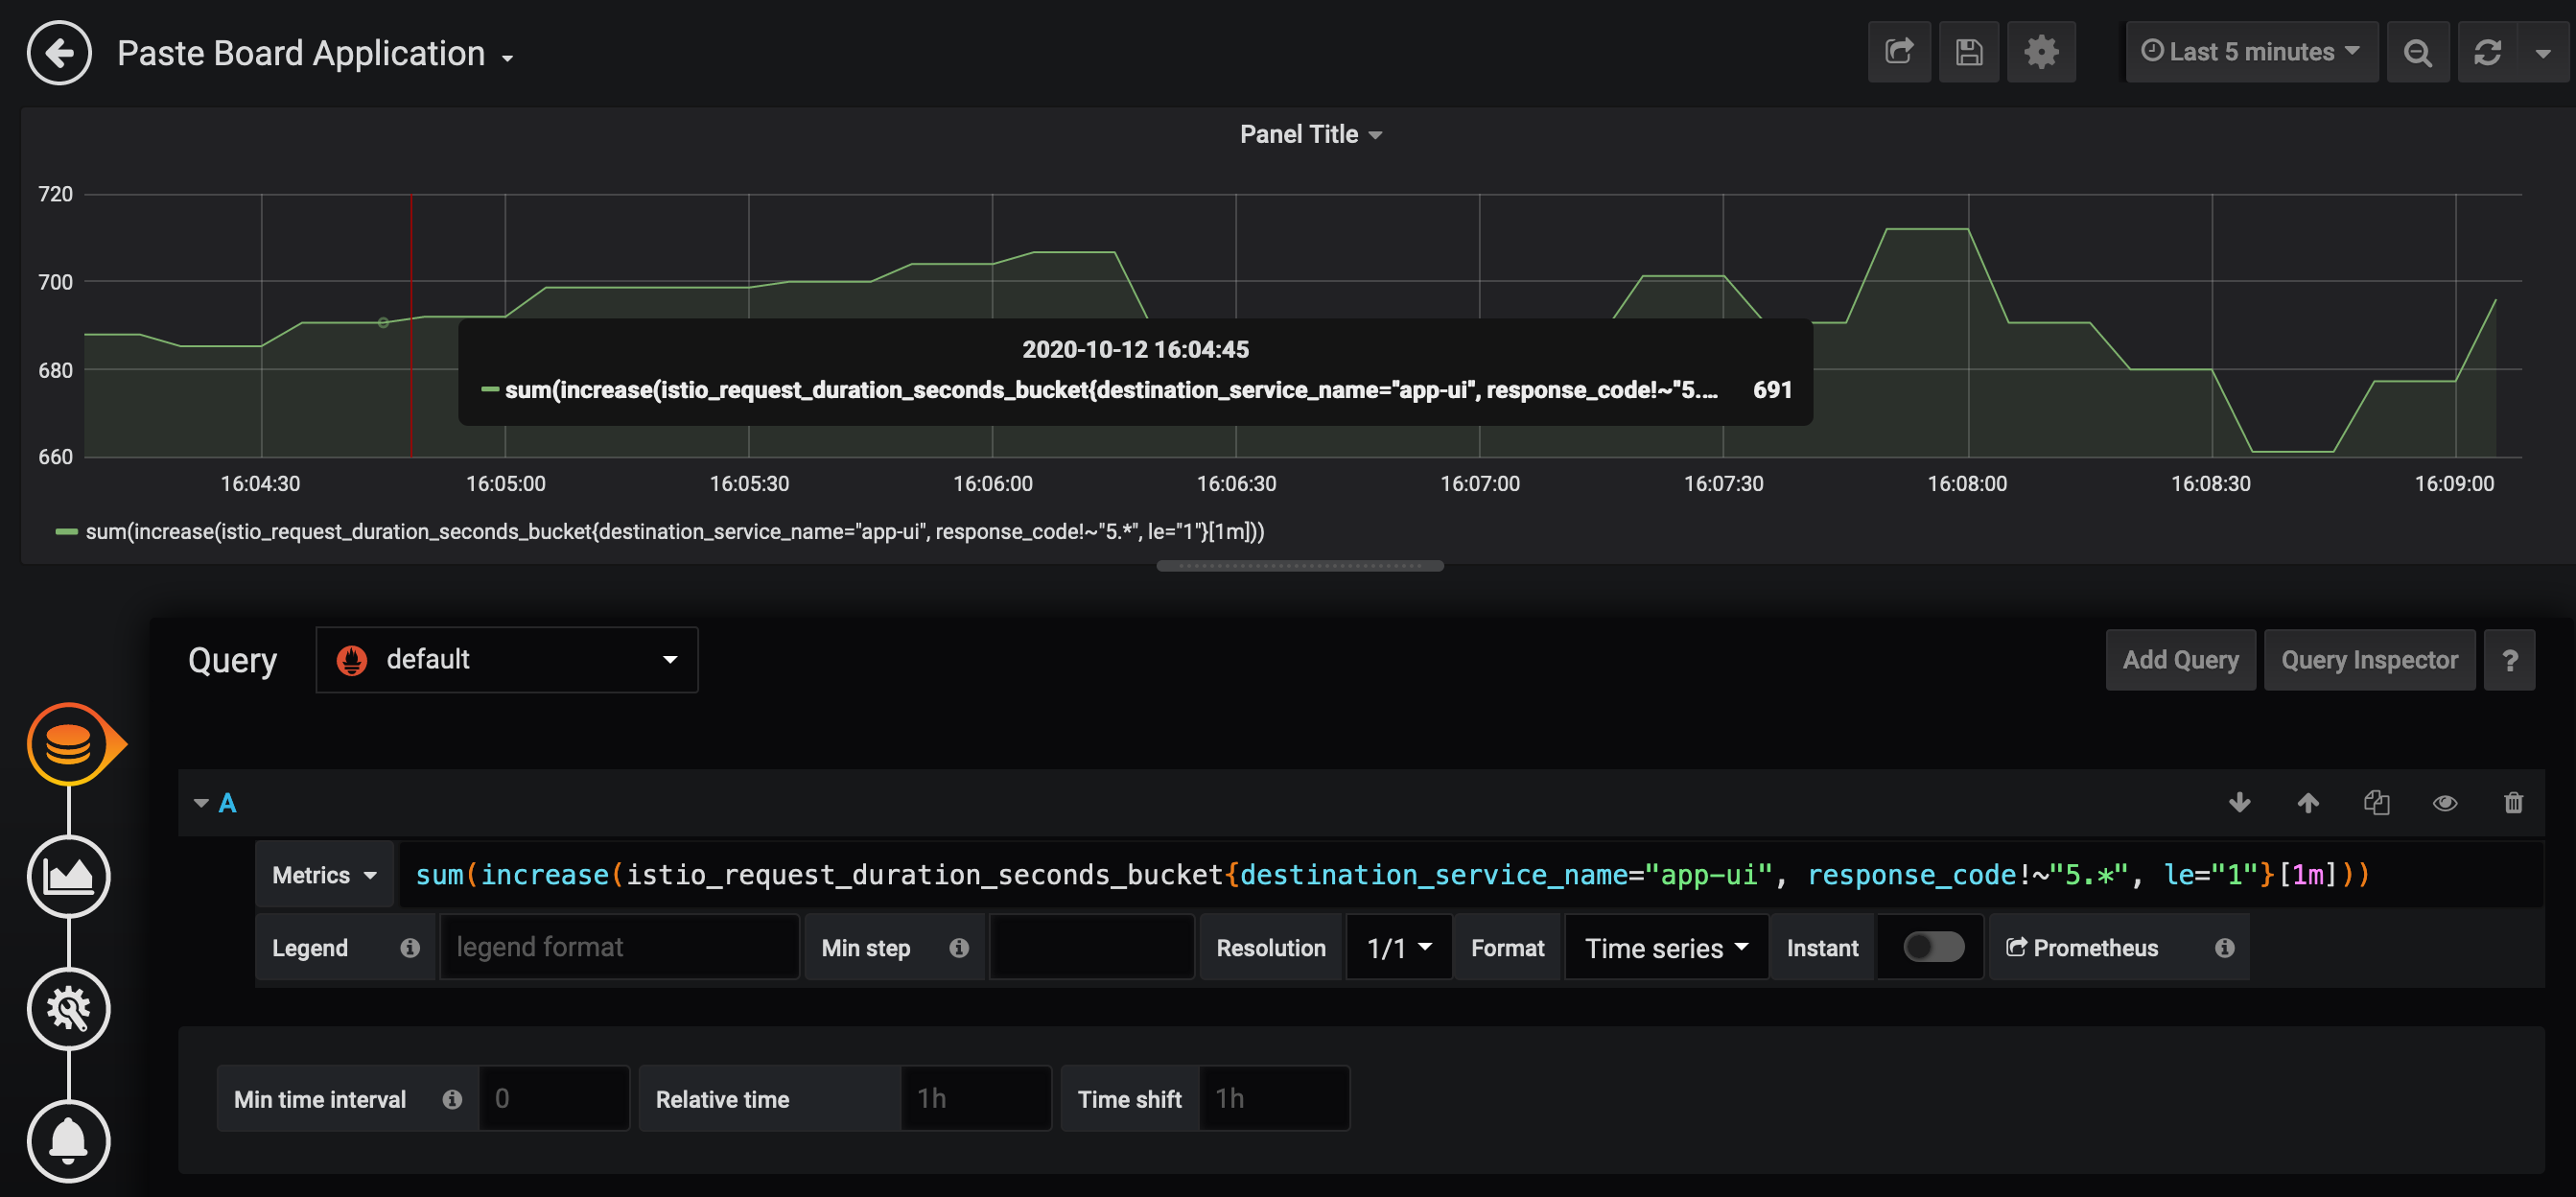 Paste Board Application
Last 5 minutes
Panel Title
720
700
680
660
2020-10-12 16:04:45
sum(increase(istio_request_duration_seconds_bucket{destination_service_name="app-ui", response_code!~"5.... 691
16:04:30 16:05:00 16:05:30 16:06:00 16:06:30 16:07:00 16:07:30 16:08:00 16:08:30 16:09:00
sum(increase(istio_request_duration_seconds_bucket{destination_service_name="app-ui", response_code!~"5.*", le="1"}[1m]))
Query default Add Query Query Inspector ?
A
Metrics sum(increase(istio_request_duration_seconds_bucket{destination_service_name="app-ui", response_code!~"5.*", le="1"}[1m]))
Legend legend format Min step Resolution 1/1 Format Time series Instant Prometheus
Min time interval 0 Relative time 1h Time shift 1h